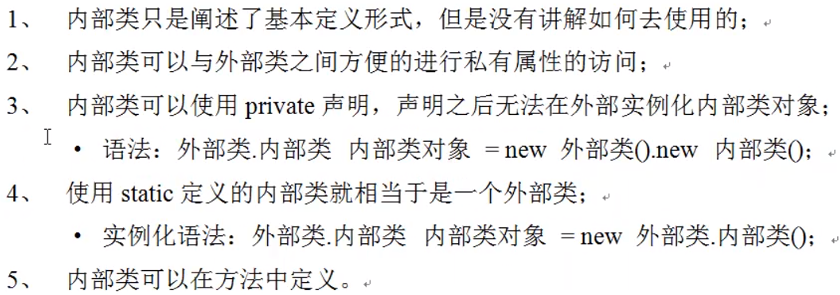 1、 内部类只是阐述了基本定义形式，但是没有讲解如何去使用的；
2、 内部类可以与外部类之间方便的进行私有属性的访问；
3、 内部类可以使用 private 声明，声明之后无法在外部实例化内部类对象；
• 语法：外部类.内部类 内部类对象 = new 外部类().new 内部类()；
4、 使用 static 定义的内部类就相当于是一个外部类；
• 实例化语法：外部类.内部类 内部类对象 = new 外部类.内部类()；
5、 内部类可以在方法中定义。